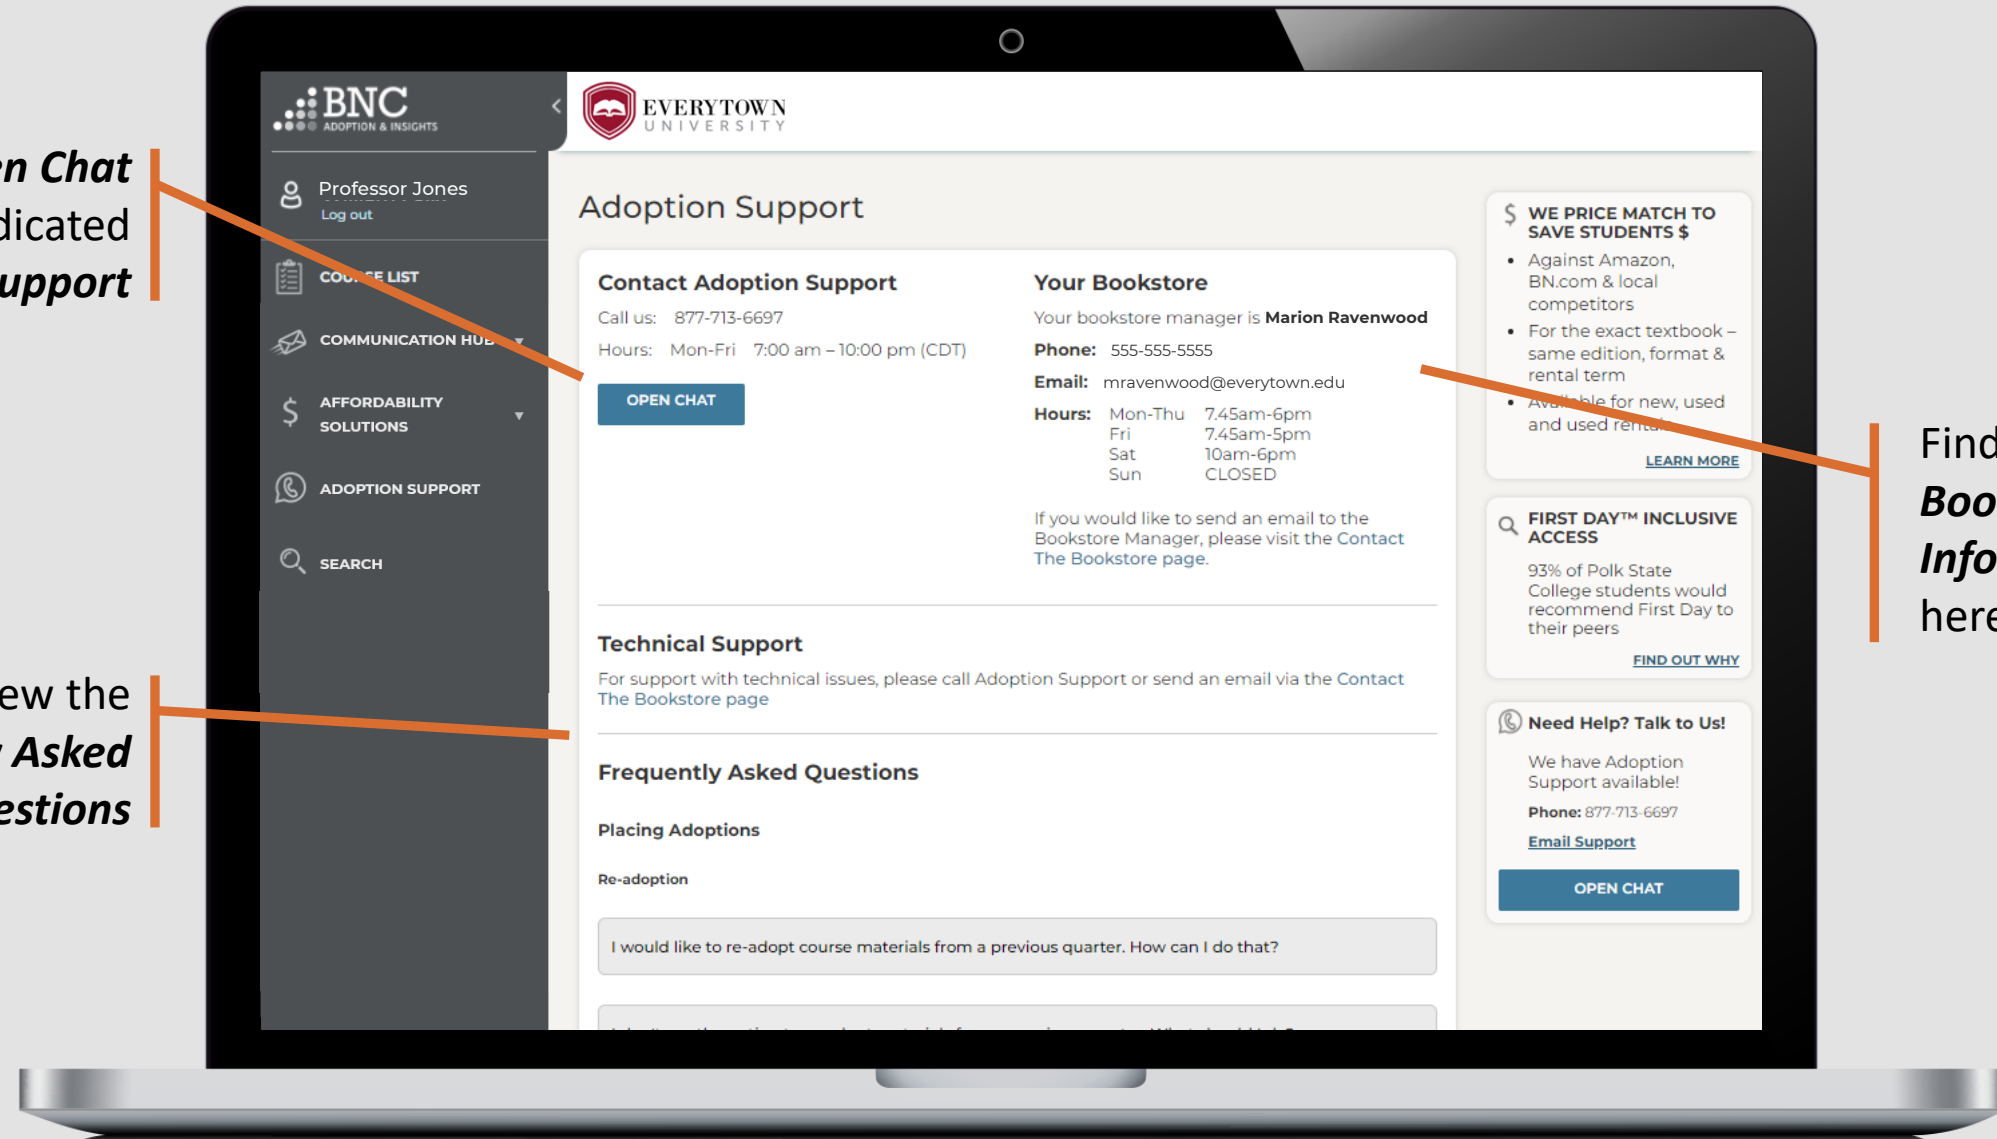 en Chat
dicated
upport
ew the
Asked
estions
BNC
ADOPTION & INSIGHTS
Professor Jones
Log out
COURSE LIST
COMMUNICATION HUB
AFFORDABILITY
SOLUTIONS
ADOPTION SUPPORT
SEARCH
EVERYTOWN
UNIVERSITY
Adoption Support
Contact Adoption Support
Call us: 877-713-6697
Hours: Mon-Fri 7:00 am – 10:00 pm (CDT)
OPEN CHAT
Your Bookstore
Your bookstore manager is Marion Ravenwood
Phone: 555-555-5555
Email: mravenwood@everytown.edu
Hours: Mon-Thu 7.45am-6pm
Fri 7.45am-5pm
Sat 10am-6pm
Sun CLOSED
If you would like to send an email to the
Bookstore Manager, please visit the Contact
The Bookstore page.
Technical Support
For support with technical issues, please call Adoption Support or send an email via the Contact
The Bookstore page
Frequently Asked Questions
Placing Adoptions
Re-adoption
I would like to re-adopt course materials from a previous quarter. How can I do that?
$ WE PRICE MATCH TO
SAVE STUDENTS $
• Against Amazon,
BN.com & local
competitors
• For the exact textbook –
same edition, format &
rental term
• Available for new, used
and used rentals
LEARN MORE
FIRST DAY™ INCLUSIVE
ACCESS
93% of Polk State
College students would
recommend First Day to
their peers
FIND OUT WHY
Need Help? Talk to Us!
We have Adoption
Support available!
Phone: 877-713-6697
Email Support
OPEN CHAT
Find
Boo
Info
here